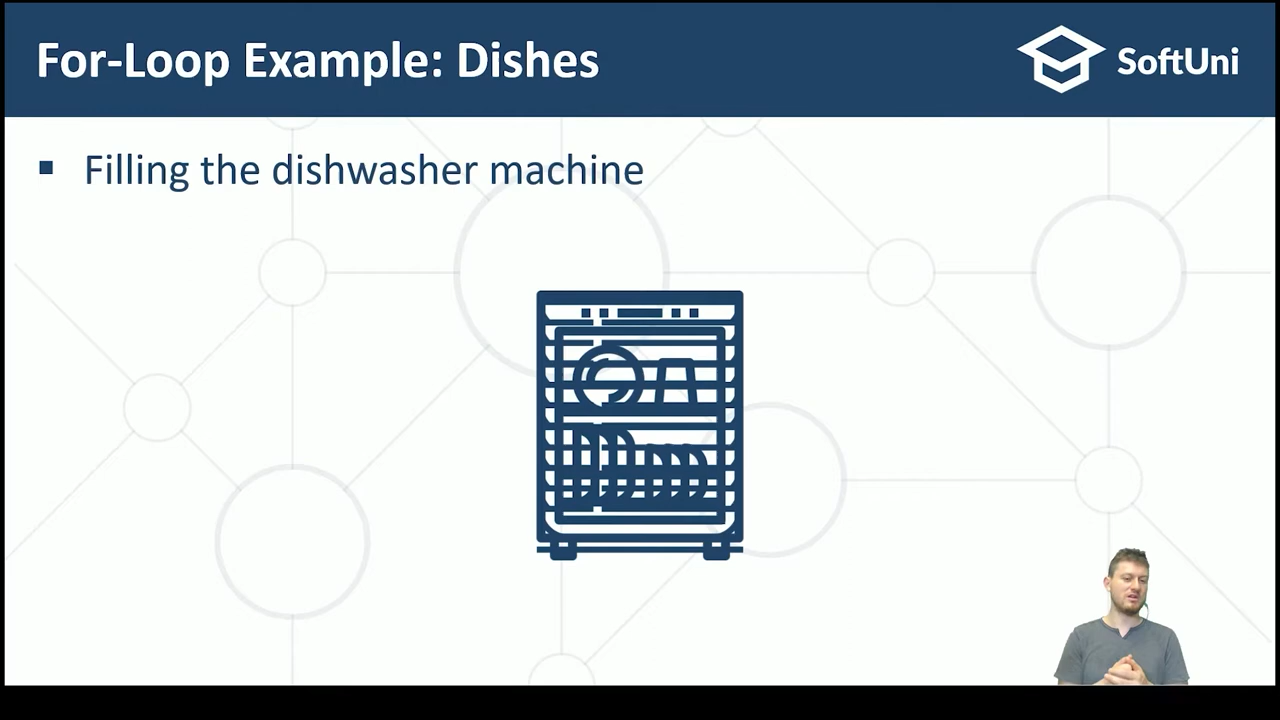 For-Loop Example: Dishes
SoftUni
▪ Filling the dishwasher machine